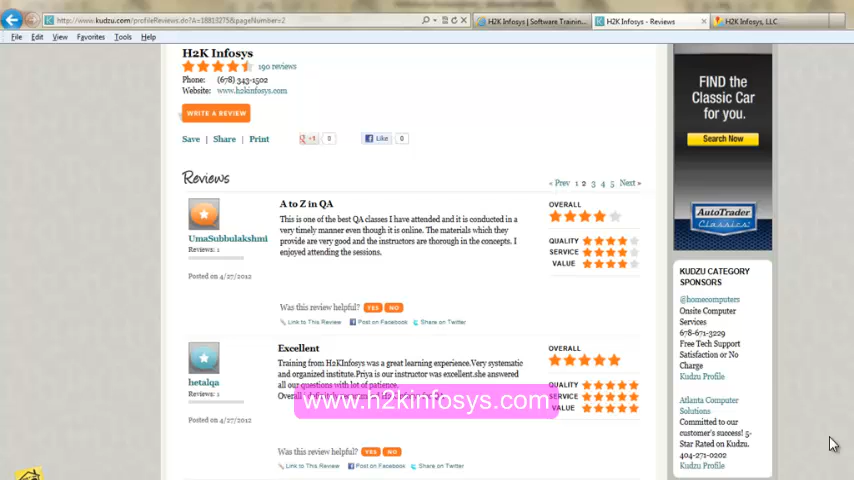 http://www.kudzu.com/profileReviews.do?A=18813275&pageNumber=2
H2K Infosys | Software Trainin...
H2K Infosys - Reviews
H2K Infosys, LLC
File Edit View Favorites Tools Help
H2K Infosys
190 reviews
Phone: (678) 343-1502
Website: www.h2kinfosys.com
WRITE A REVIEW
Save | Share | Print
+1 0
Like 0
Reviews
« Prev 1 2 3 4 5 Next »
UmaSubbulakshmi
Reviews: 1
Posted on 4/27/2012
A to Z in QA
This is one of the best QA classes I have attended and it is conducted in a
very timely manner even though it is online. The materials which they
provide are very good and the instructors are thorough in the concepts. I
enjoyed attending the sessions.
OVERALL
QUALITY
SERVICE
VALUE
Was this review helpful? YES NO
Link to This Review Post on Facebook Share on Twitter
hetalqa
Reviews: 1
Posted on 4/27/2012
Excellent
Training from H2KInfosys was a great learning experience.Very systematic
and organized institute.Priya is our instructor was excellent.she answered
all our questions with lot of patience.
www.h2kinfosys.com
OVERALL
QUALITY
SERVICE
VALUE
Was this review helpful? YES NO
Link to This Review Post on Facebook Share on Twitter
FIND the
Classic Car
for you.
Search Now
AutoTrader
Classics
KUDZU CATEGORY
SPONSORS
@homecomputers
Onsite Computer
Services
678-671-3229
Free Tech Support
Satisfaction or No
Charge
Kudzu Profile
Atlanta Computer
Solutions
Committed to our
customer's success! 5-
Star Rated on Kudzu.
404-271-0202
Kudzu Profile